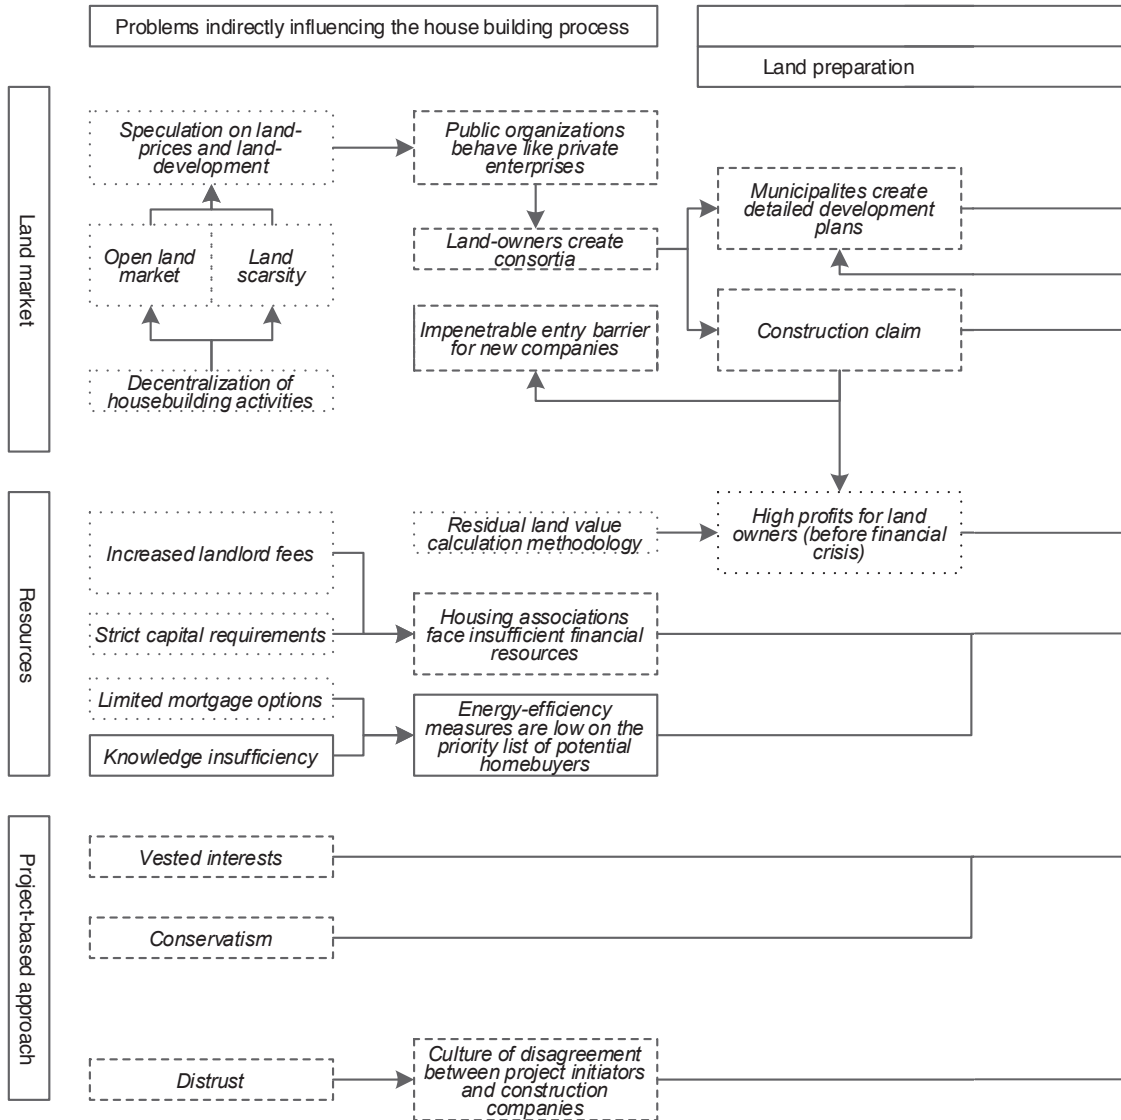 Problems indirectly influencing the house building process
Land preparation
Land market
Speculation on land-
prices and land-
development
Public organizations
behave like private
enterprises
Municipalites create
detailed development
plans
Open land
market
Land
scarsity
Land-owners create
consortia
Impenetrable entry barrier
for new companies
Construction claim
Decentralization of
housebuilding activities
Resources
Increased landlord fees
Residual land value
calculation methodology
High profits for land
owners (before financial
crisis)
Strict capital requirements
Housing associations
face insufficient financial
resources
Limited mortgage options
Knowledge insufficiency
Energy-efficiency
measures are low on the
priority list of potential
homebuyers
Project-based approach
Vested interests
Conservatism
Distrust
Culture of disagreement
between project initiators
and construction
companies